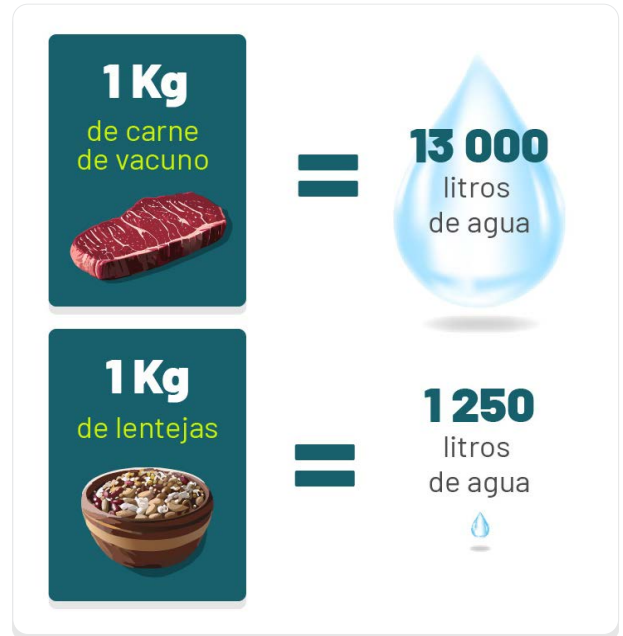 1 Kg
de carne
de vacuno
=
13 000
litros
de agua
1 Kg
de lentejas
=
1 250
litros
de agua